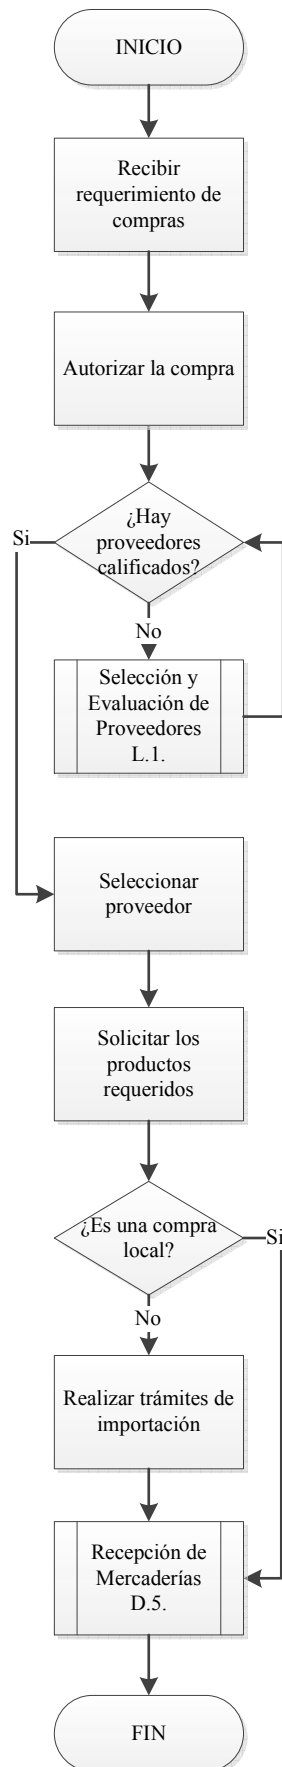 INICIO
Recibir
requerimiento de
compras
Autorizar la compra
¿Hay
proveedores
calificados?
Si
No
Selección y
Evaluación de
Proveedores
L.1.
Seleccionar
proveedor
Solicitar los
productos
requeridos
¿Es una compra
local?
Si
No
Realizar trámites de
importación
Recepción de
Mercaderías
D.5.
FIN